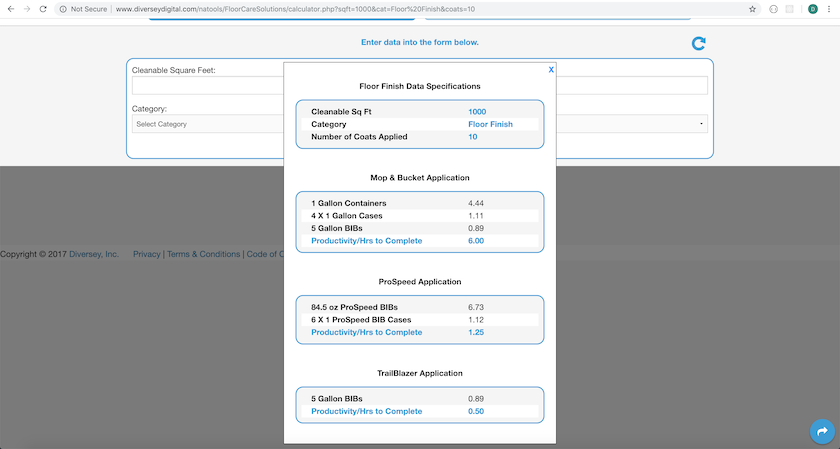 Not Secure | www.diverseydigital.com/natools/FloorCareSolutions/calculator.php?sqft=1000&cat=Floor%20Finish&coats=10
D
Enter data into the form below.
Cleanable Square Feet:
Category:
Select Category
X
Floor Finish Data Specifications
Cleanable Sq Ft 1000
Category Floor Finish
Number of Coats Applied 10
Mop & Bucket Application
1 Gallon Containers 4.44
4 X 1 Gallon Cases 1.11
5 Gallon BIBs 0.89
Productivity/Hrs to Complete 6.00
ProSpeed Application
84.5 oz ProSpeed BIBs 6.73
6 X 1 ProSpeed BIB Cases 1.12
Productivity/Hrs to Complete 1.25
TrailBlazer Application
5 Gallon BIBs 0.89
Productivity/Hrs to Complete 0.50
Copyright © 2017 Diversey, Inc. Privacy | Terms & Conditions | Code of C